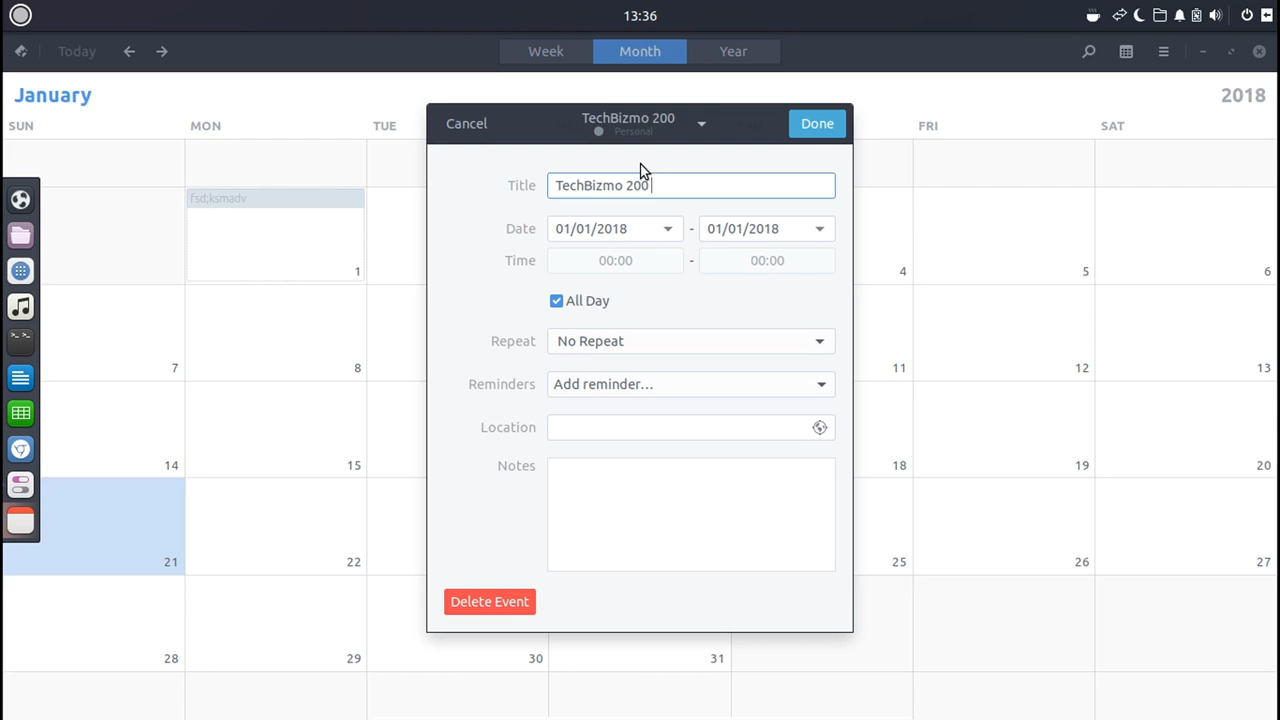 13:36
Today
Week Month Year
January 2018
SUN MON TUE FRI SAT
Cancel
TechBizmo 200
Personal
Done
Title TechBizmo 200
Date 01/01/2018 - 01/01/2018
Time 00:00 - 00:00
All Day
Repeat No Repeat
Reminders Add reminder...
Location
Notes
Delete Event
fsd;ksmadv
1 4 5 6
7 8 11 12 13
14 15 18 19 20
21 22 25 26 27
28 29 30 31